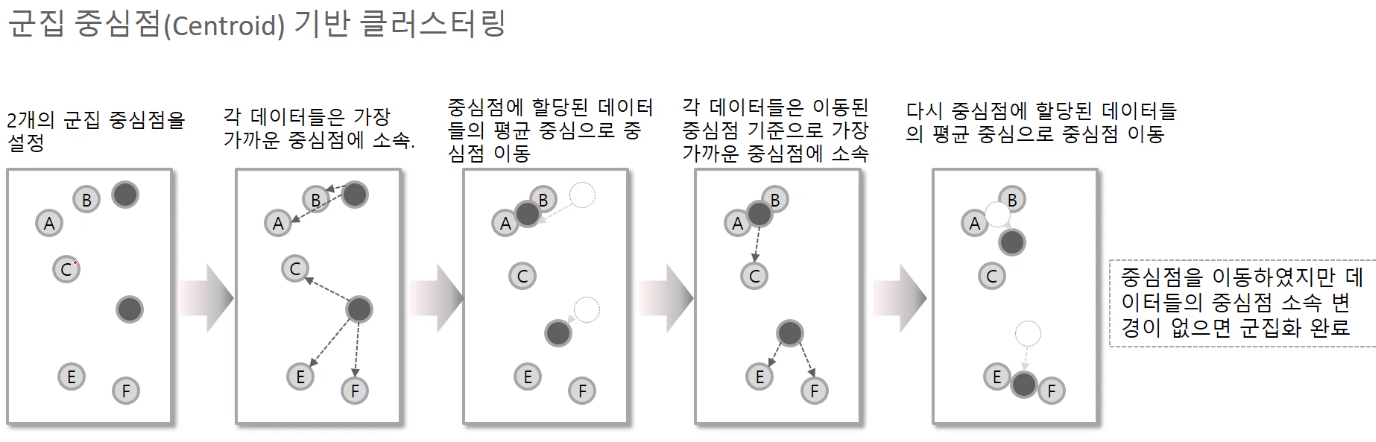 군집 중심점(Centroid) 기반 클러스터링
2개의 군집 중심점을
설정
각 데이터들은 가장
가까운 중심점에 소속.
중심점에 할당된 데이터
들의 평균 중심으로 중
심점 이동
각 데이터들은 이동된
중심점 기준으로 가장
가까운 중심점에 소속
다시 중심점에 할당된 데이터들
의 평균 중심으로 중심점 이동
B
A
C
E
F
B
A
C
E
F
B
A
C
E
F
B
A
C
E
F
B
A
C
E
F
중심점을 이동하였지만 데
이터들의 중심점 소속 변
경이 없으면 군집화 완료